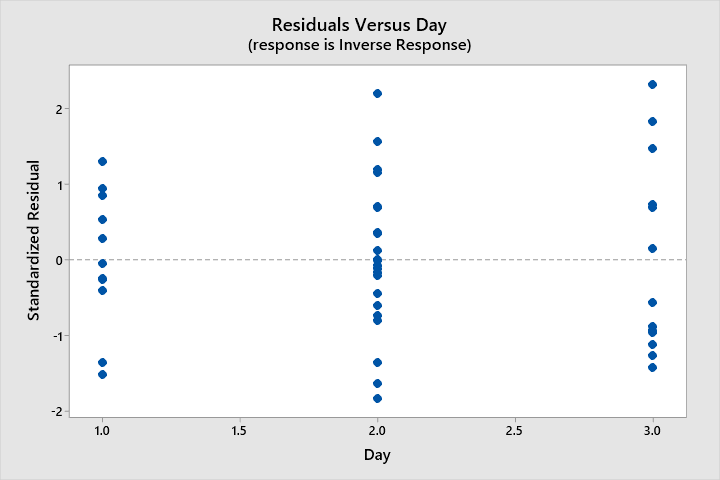 Residuals Versus Day
(response is Inverse Response)
Standardized Residual
2
1
0
-1
-2
1.0 1.5 2.0 2.5 3.0
Day